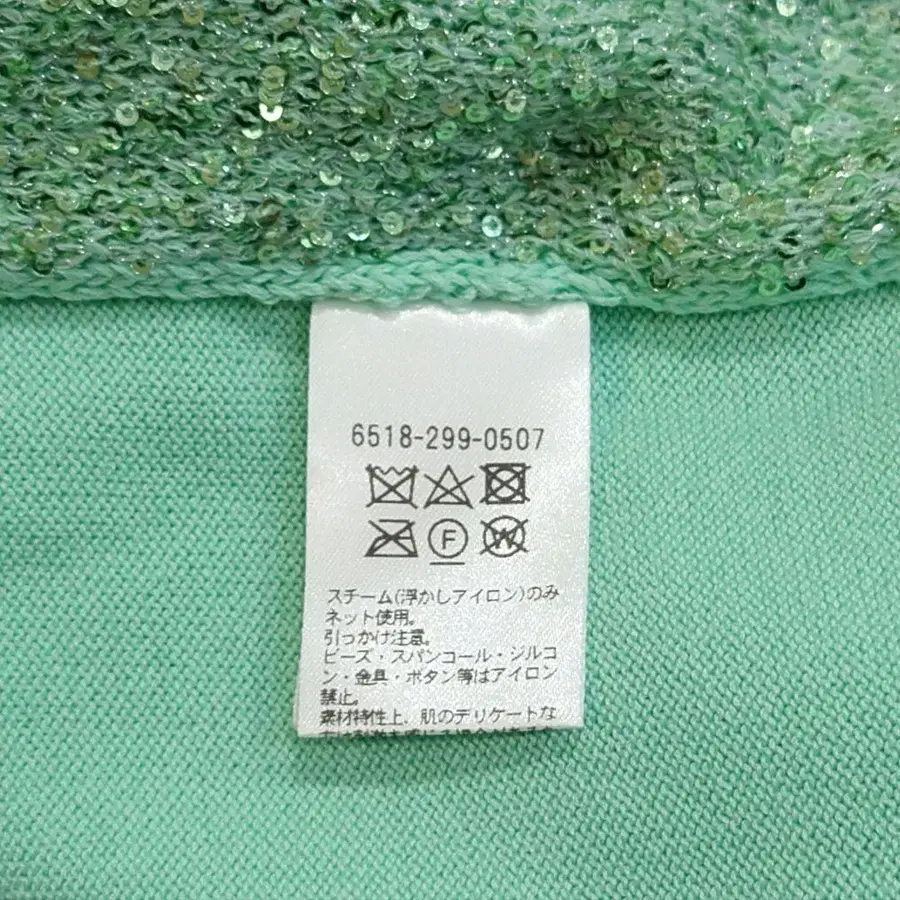 6518-299-0507
F
W
スチーム(浮かしアイロン)のみ
ネット使用。
引っかけ注意。
ビーズ・スパンコール・ジルコ
ン・金具・ボタン等はアイロン
禁止。
素材特性上、肌のデリケートな